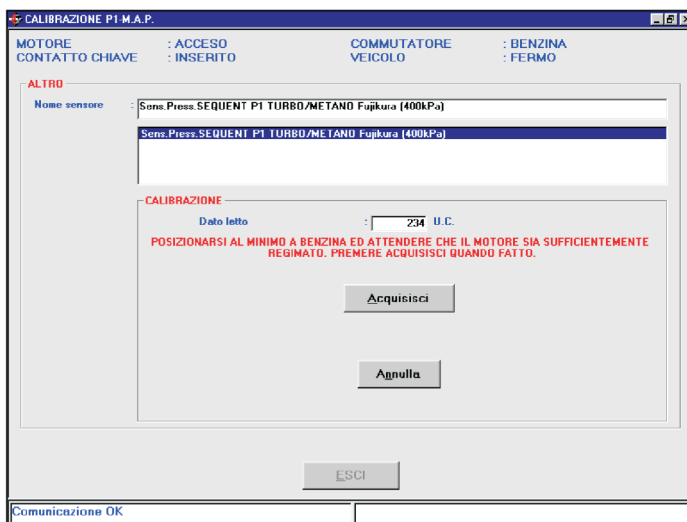 CALIBRAZIONE P1-M.A.P.
MOTORE : ACCESO COMMUTATORE : BENZINA
CONTATTO CHIAVE : INSERITO VEICOLO : FERMO
ALTRO
Nome sensore : Sens.Press.SEQUENT P1 TURBO/METANO Fujikura (400kPa)
Sens.Press.SEQUENT P1 TURBO/METANO Fujikura (400kPa)
CALIBRAZIONE
Dato letto : 234 U.C.
POSIZIONARSI AL MINIMO A BENZINA ED ATTENDERE CHE IL MOTORE SIA SUFFICIENTEMENTE
REGIMATO. PREMERE ACQUISISCI QUANDO FATTO.
Acquisisci
Annulla
ESCI
Comunicazione OK